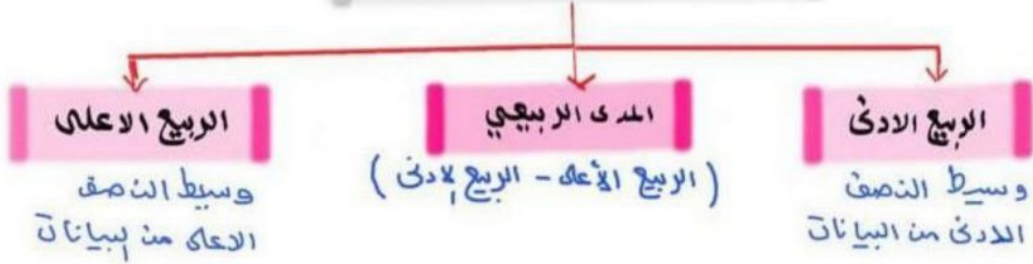 الربيع الادنى
وسيط النصف
الادنى من البيانات
المدى الربيعي
( الربيع الأعلى - الربيع الادنى )
الربيع الاعلى
وسيط النصف
الاعلى من البيانات